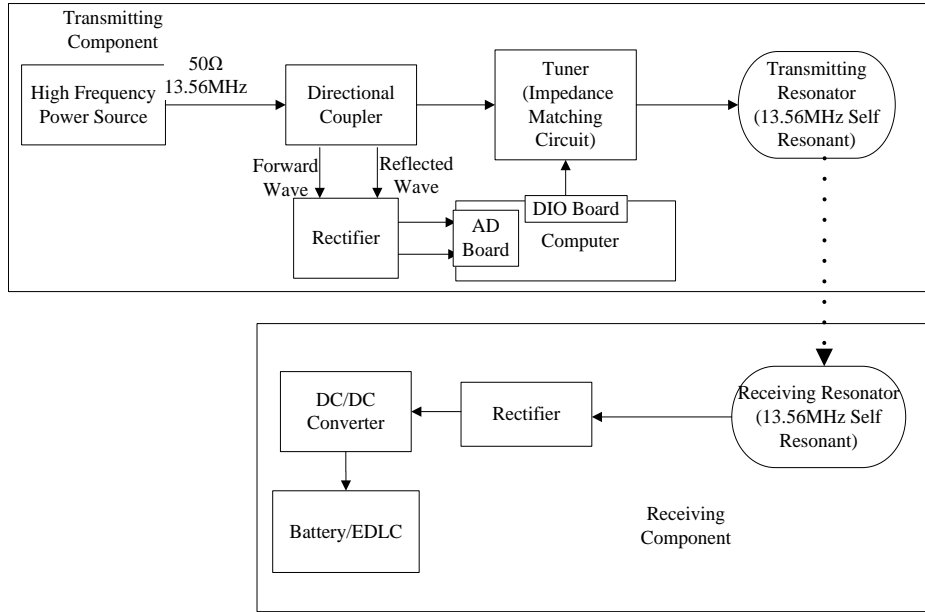 Transmitting
Component
50Ω
13.56MHz
High Frequency
Power Source
Directional
Coupler
Tuner
(Impedance
Matching
Circuit)
Transmitting
Resonator
(13.56MHz Self
Resonant)
Forward
Wave
Reflected
Wave
Rectifier
AD
Board
DIO Board
Computer
Receiving Resonator
(13.56MHz Self
Resonant)
Rectifier
DC/DC
Converter
Battery/EDLC
Receiving
Component